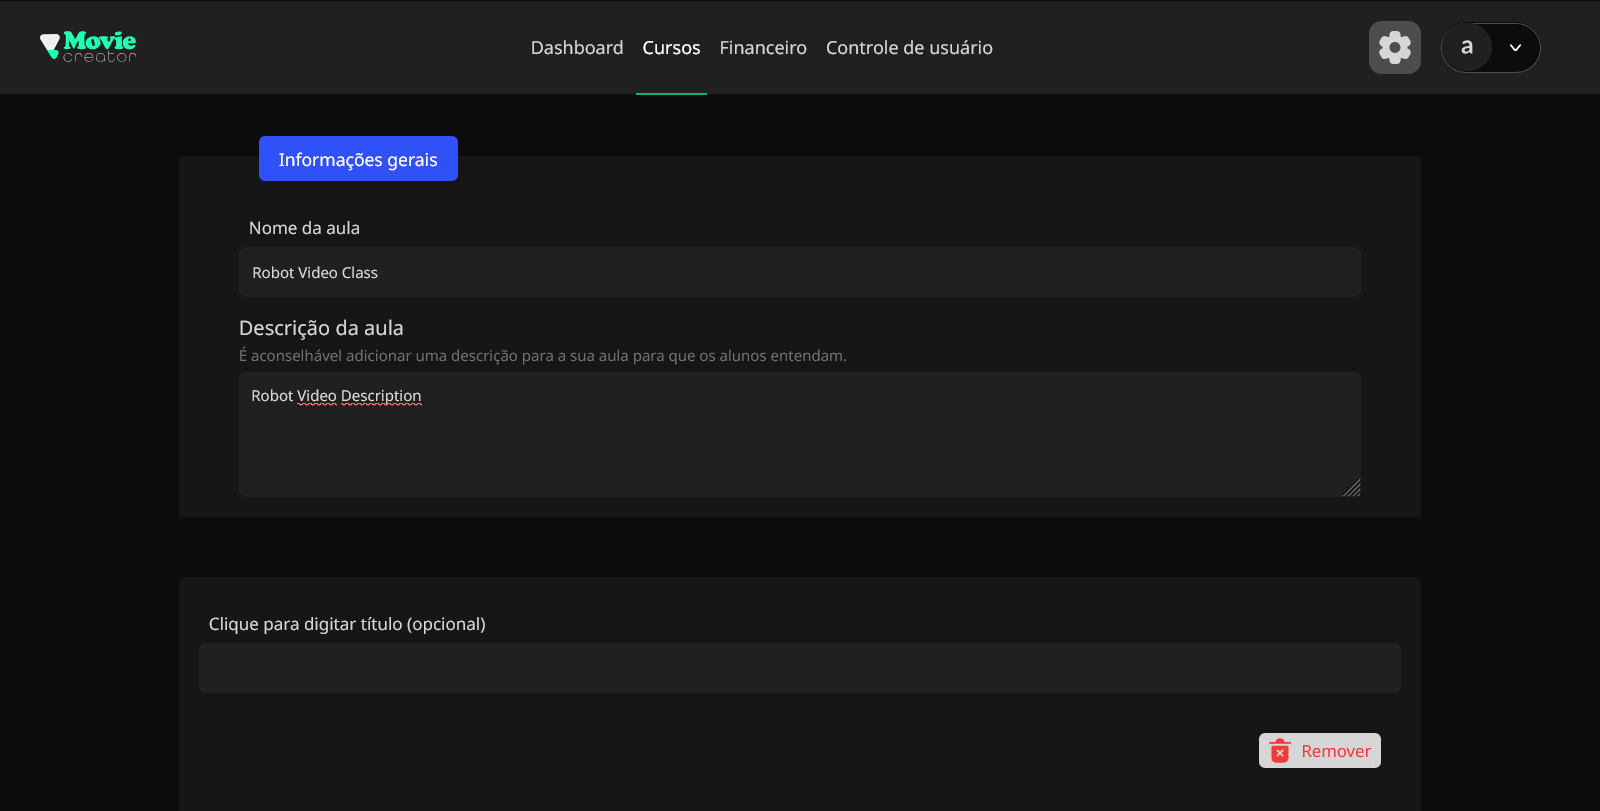 Movie
creator
Dashboard Cursos Financeiro Controle de usuário
a
Informações gerais
Nome da aula
Robot Video Class
Descrição da aula
É aconselhável adicionar uma descrição para a sua aula para que os alunos entendam.
Robot Video Description
Clique para digitar título (opcional)
Remover